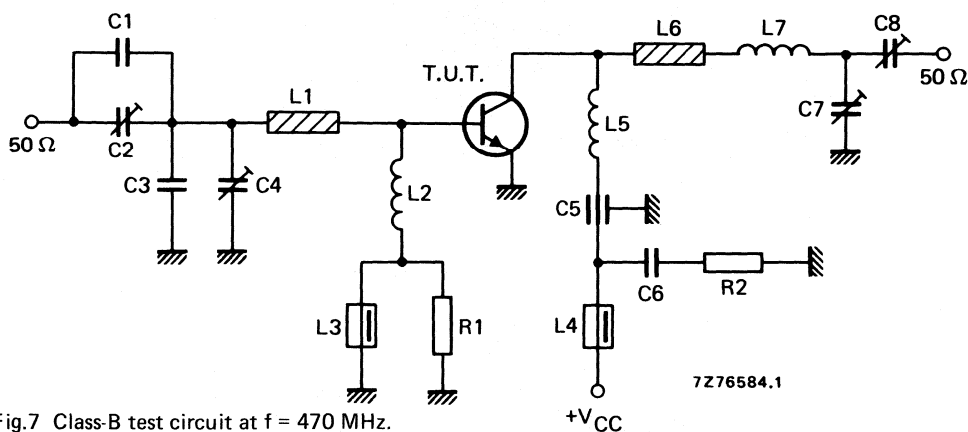 C1
C2
50 Ω
C3
C4
L1
L2
L3
R1
T.U.T.
L5
L6
L7
C8
50 Ω
C7
C5
C6
R2
L4
+VCC
7Z76584.1
Fig.7 Class-B test circuit at f = 470 MHz.